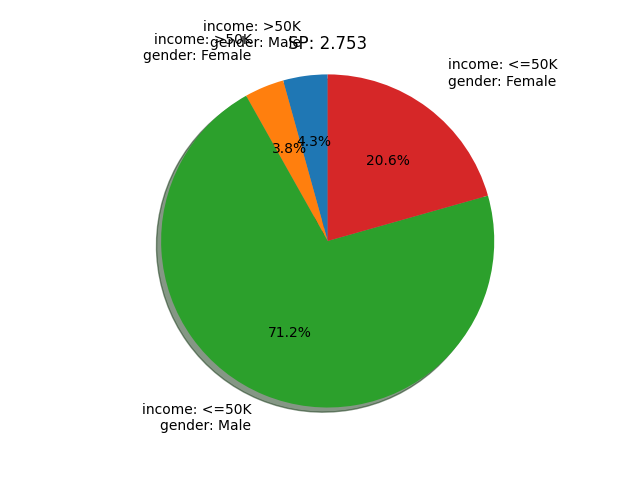 income: >50K
gender: Male
SP: 2.753
income: >50K
gender: Female
income: <=50K
gender: Female
4.3%
3.8%
20.6%
71.2%
income: <=50K
gender: Male